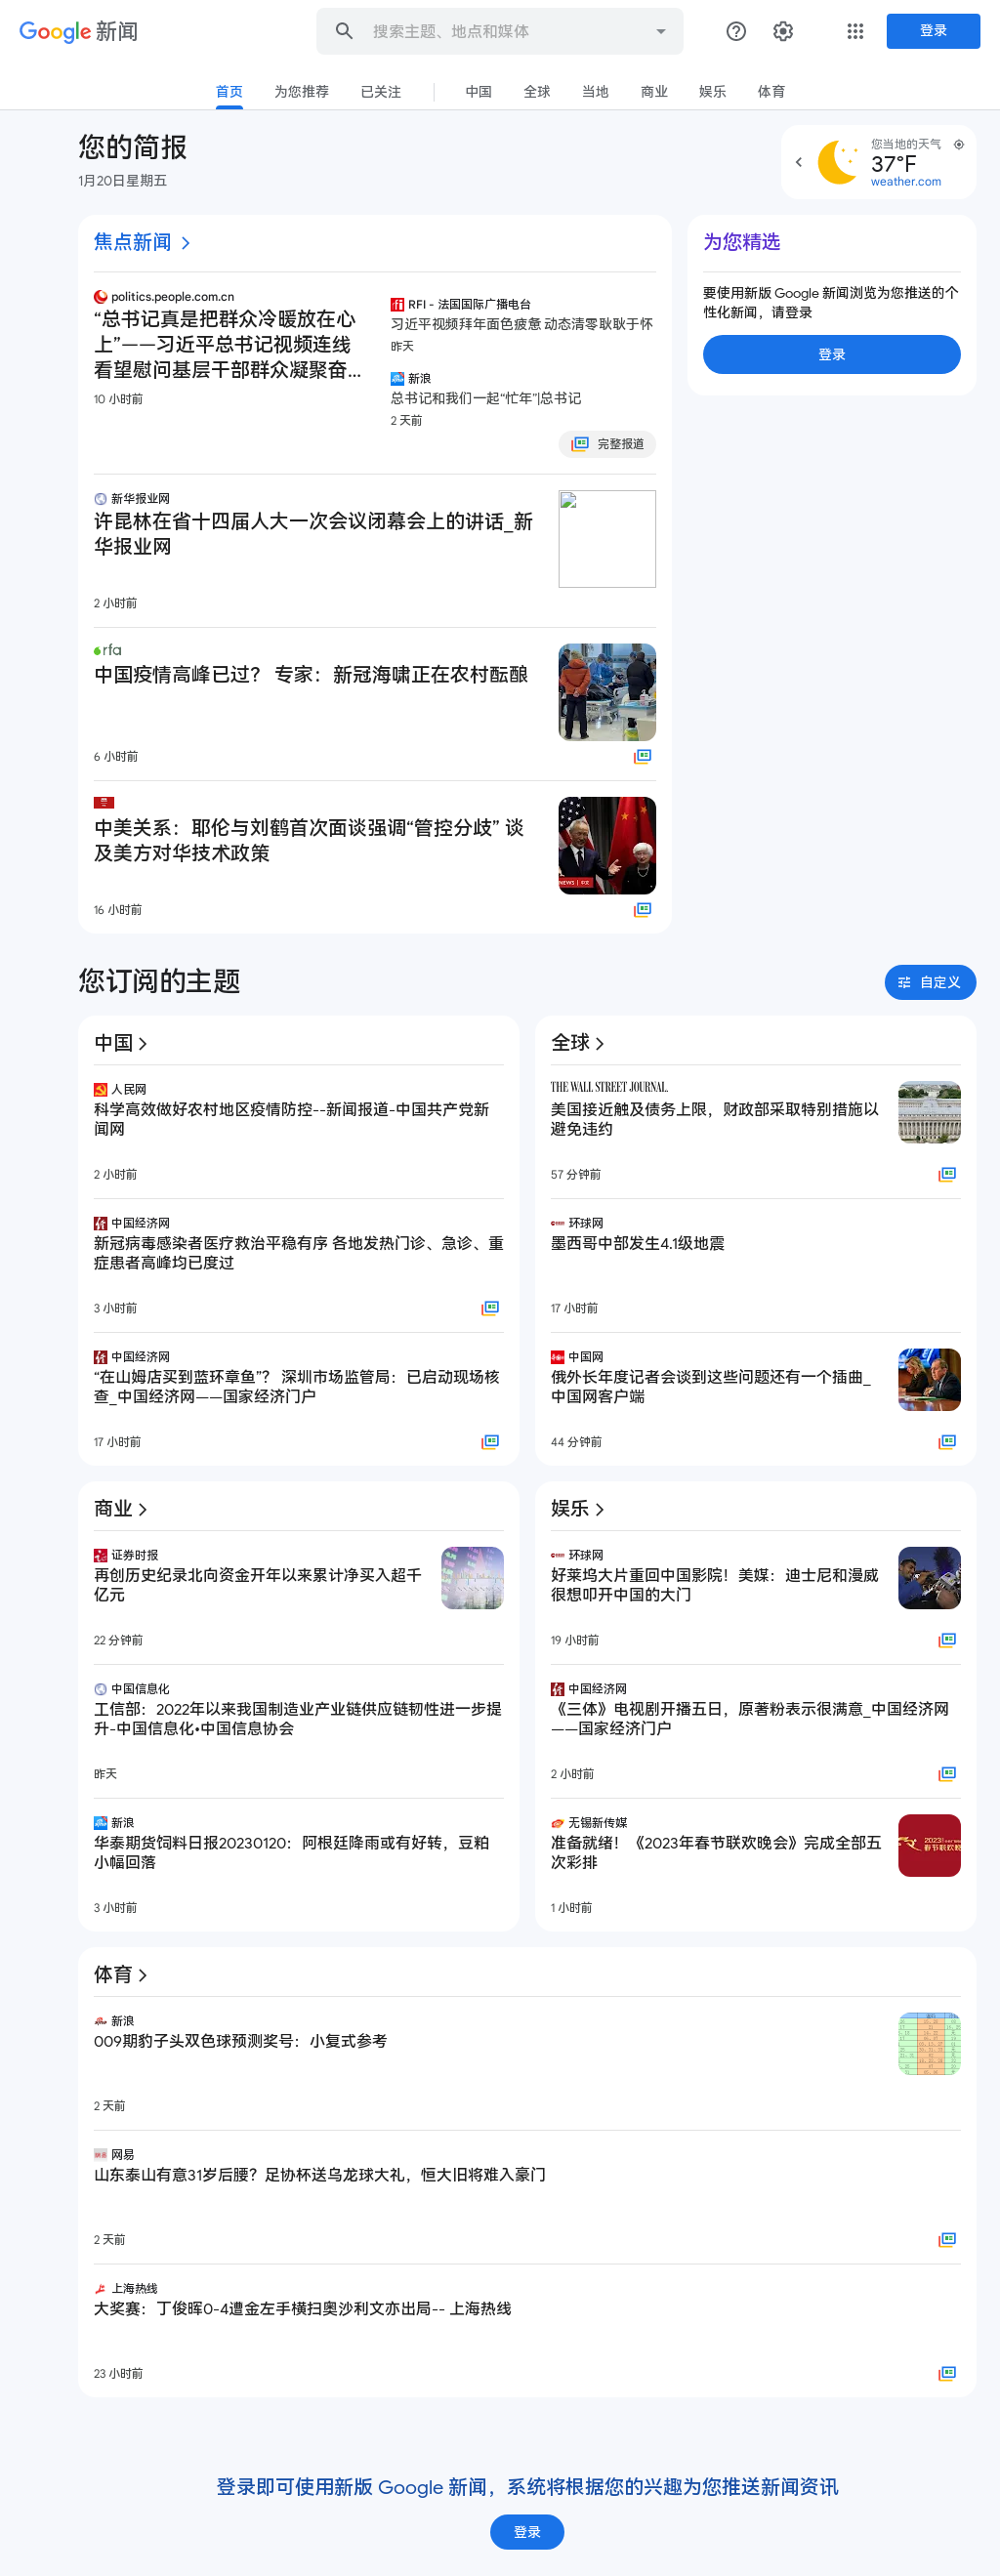 Google 新闻
搜索主题、地点和媒体
登录
首页
为您推荐
已关注
中国
全球
当地
商业
娱乐
体育
您的简报
1月20日星期五
您当地的天气
37°F
weather.com
焦点新闻
politics.people.com.cn
“总书记真是把群众冷暖放在心
上”——习近平总书记视频连线
看望慰问基层干部群众凝聚奋...
10 小时前
RFI - 法国国际广播电台
习近平视频拜年面色疲惫 动态清零耿耿于怀
昨天
新浪
总书记和我们一起“忙年”|总书记
2 天前
完整报道
新华报业网
许昆林在省十四届人大一次会议闭幕会上的讲话_新
华报业网
2 小时前
rfa
中国疫情高峰已过？ 专家：新冠海啸正在农村酝酿
6 小时前
中美关系：耶伦与刘鹤首次面谈强调“管控分歧” 谈
及美方对华技术政策
16 小时前
为您精选
要使用新版 Google 新闻浏览为您推送的个
性化新闻，请登录
登录
您订阅的主题
自定义
中国
人民网
科学高效做好农村地区疫情防控--新闻报道-中国共产党新
闻网
2 小时前
中国经济网
新冠病毒感染者医疗救治平稳有序 各地发热门诊、急诊、重
症患者高峰均已度过
3 小时前
中国经济网
“在山姆店买到蓝环章鱼”？ 深圳市场监管局：已启动现场核
查_中国经济网——国家经济门户
17 小时前
全球
THE WALL STREET JOURNAL.
美国接近触及债务上限，财政部采取特别措施以
避免违约
57 分钟前
环球网
墨西哥中部发生4.1级地震
17 小时前
中国网
俄外长年度记者会谈到这些问题还有一个插曲_
中国网客户端
44 分钟前
商业
证券时报
再创历史纪录北向资金开年以来累计净买入超千
亿元
22 分钟前
中国信息化
工信部：2022年以来我国制造业产业链供应链韧性进一步提
升-中国信息化•中国信息协会
昨天
新浪
华泰期货饲料日报20230120：阿根廷降雨或有好转，豆粕
小幅回落
3 小时前
娱乐
环球网
好莱坞大片重回中国影院！美媒：迪士尼和漫威
很想叩开中国的大门
19 小时前
中国经济网
《三体》电视剧开播五日，原著粉表示很满意_中国经济网
——国家经济门户
2 小时前
无锡新传媒
准备就绪！《2023年春节联欢晚会》完成全部五
次彩排
1 小时前
体育
新浪
009期豹子头双色球预测奖号：小复式参考
2 天前
网易
山东泰山有意31岁后腰？足协杯送乌龙球大礼，恒大旧将难入豪门
2 天前
上海热线
大奖赛：丁俊晖0-4遭金左手横扫奥沙利文亦出局-- 上海热线
23 小时前
登录即可使用新版 Google 新闻，系统将根据您的兴趣为您推送新闻资讯
登录